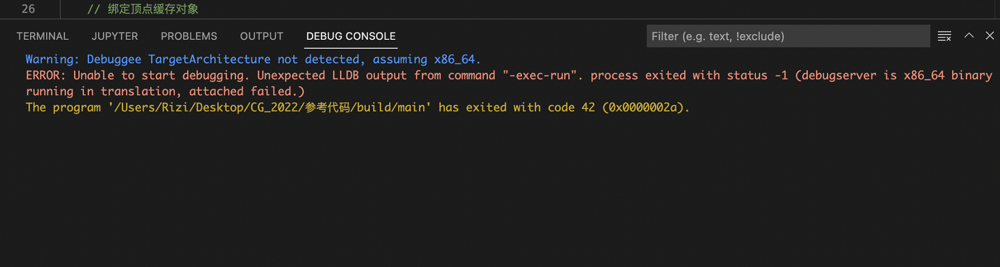 26 // 绑定顶点缓存对象
TERMINAL JUPYTER PROBLEMS OUTPUT DEBUG CONSOLE Filter (e.g. text, !exclude)
Warning: Debuggee TargetArchitecture not detected, assuming x86_64.
ERROR: Unable to start debugging. Unexpected LLDB output from command "-exec-run". process exited with status -1 (debugserver is x86_64 binary
running in translation, attached failed.)
The program '/Users/Rizi/Desktop/CG_2022/参考代码/build/main' has exited with code 42 (0x0000002a).